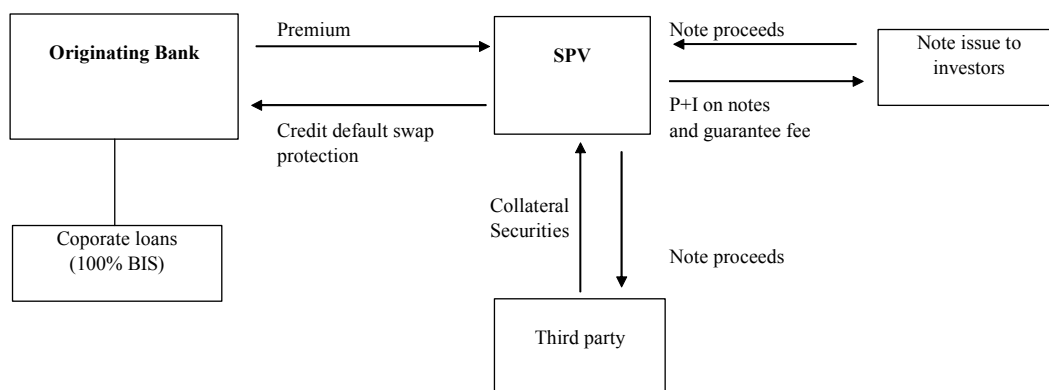 Originating Bank
Premium
SPV
Note proceeds
Note issue to
investors
Credit default swap
protection
P+I on notes
and guarantee fee
Coporate loans
(100% BIS)
Collateral
Securities
Note proceeds
Third party